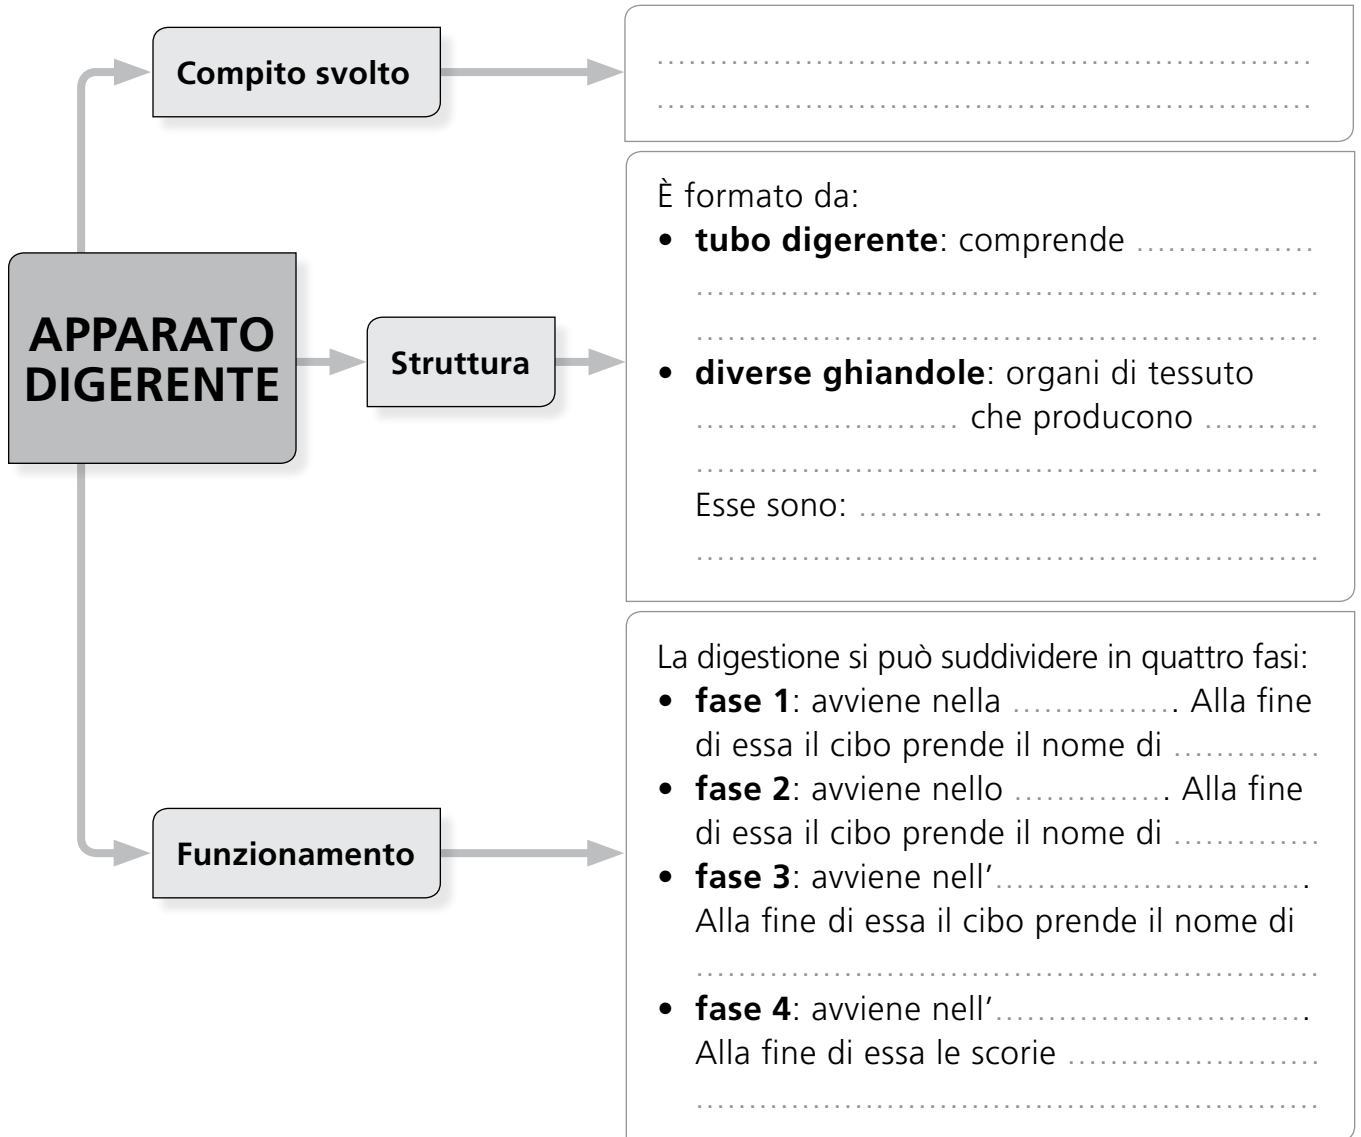 Compito svolto
................................................................
................................................................
APPARATO
DIGERENTE
Struttura
È formato da:
• tubo digerente: comprende .................
.............................................................
.............................................................
• diverse ghiandole: organi di tessuto
......................... che producono ...........
.............................................................
Esse sono: .............................................
.............................................................
Funzionamento
La digestione si può suddividere in quattro fasi:
• fase 1: avviene nella ................ Alla fine
di essa il cibo prende il nome di ..............
• fase 2: avviene nello ............... Alla fine
di essa il cibo prende il nome di ..............
• fase 3: avviene nell’...............................
Alla fine di essa il cibo prende il nome di
.............................................................
• fase 4: avviene nell’...............................
Alla fine di essa le scorie ........................
.............................................................